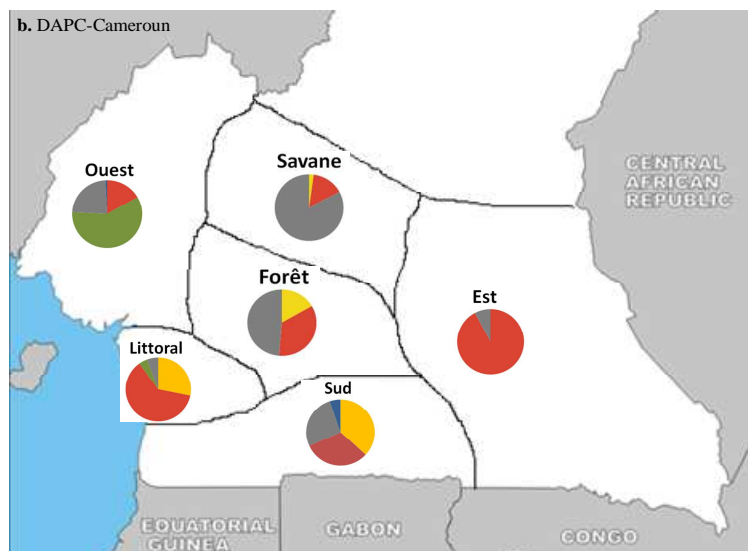 b. DAPC-Cameroun
Ouest
Savane
CENTRAL
AFRICAN
REPUBLIC
Forêt
Est
Littoral
Sud
EQUATORIAL
GUINEA
GABON
CONGO